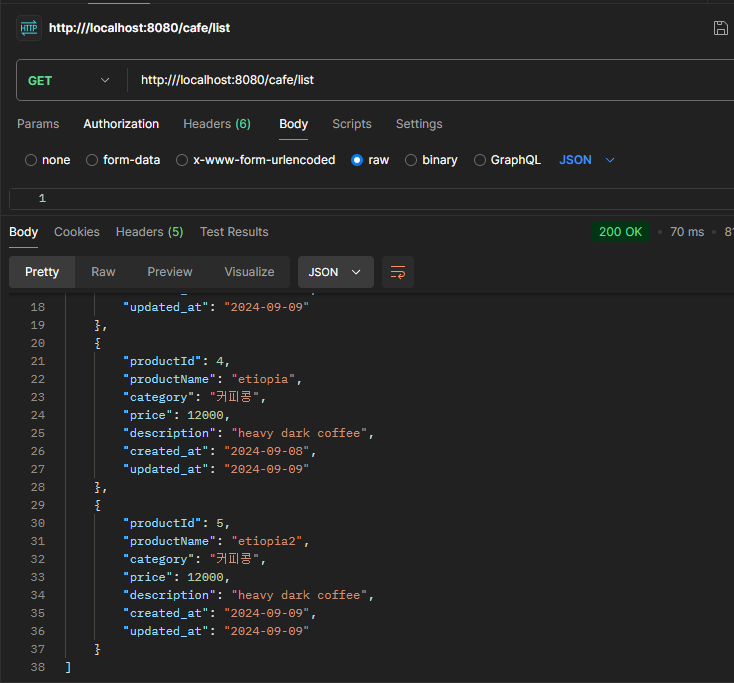 HTTP http:///localhost:8080/cafe/list
GET http:///localhost:8080/cafe/list
Params Authorization Headers (6) Body Scripts Settings
none form-data x-www-form-urlencoded raw binary GraphQL JSON
1
Body Cookies Headers (5) Test Results 200 OK • 70 ms •
Pretty Raw Preview Visualize JSON
18 "updated_at": "2024-09-09"
19 },
20 {
21 "productId": 4,
22 "productName": "etiopia",
23 "category": "커피콩",
24 "price": 12000,
25 "description": "heavy dark coffee",
26 "created_at": "2024-09-08",
27 "updated_at": "2024-09-09"
28 },
29 {
30 "productId": 5,
31 "productName": "etiopia2",
32 "category": "커피콩",
33 "price": 12000,
34 "description": "heavy dark coffee",
35 "created_at": "2024-09-09",
36 "updated_at": "2024-09-09"
37 }
38 ]